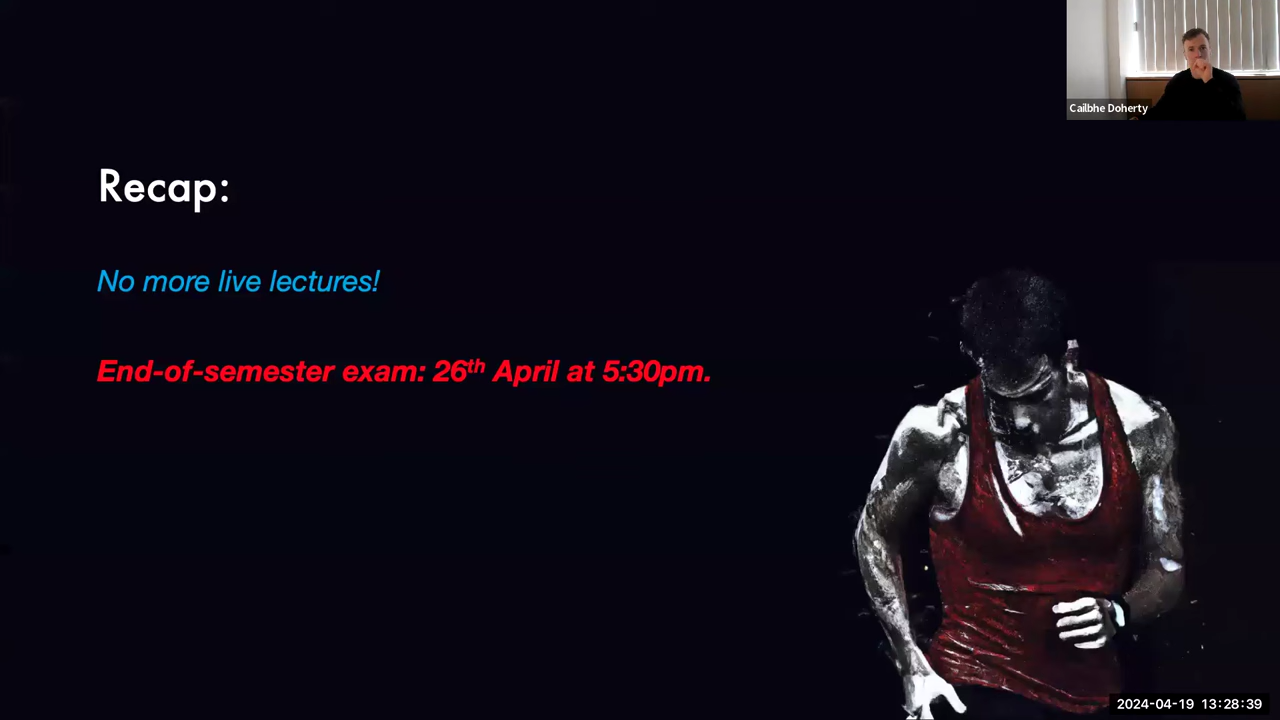 Cailbhe Doherty
Recap:
No more live lectures!
End-of-semester exam: 26th April at 5:30pm.
2024-04-19 13:28:39